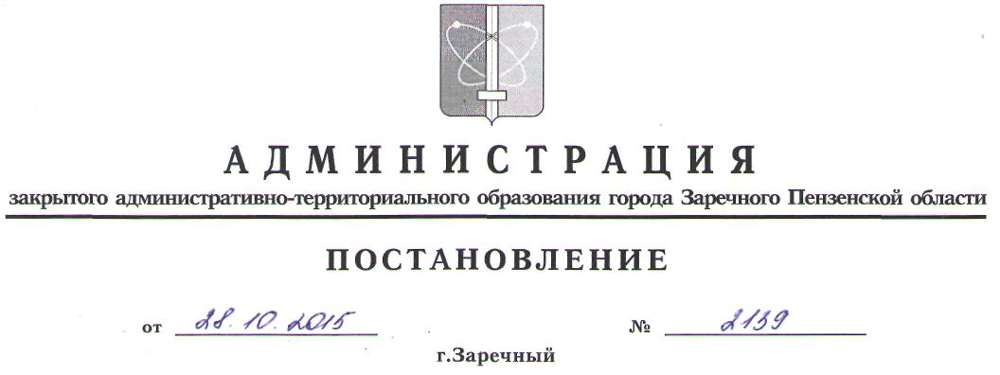 АДМИНИСТРАЦИЯ
закрытого административно-территориального образования города Заречного Пензенской области
ПОСТАНОВЛЕНИЕ
от 28.10.2015 № 2139
г.Заречный